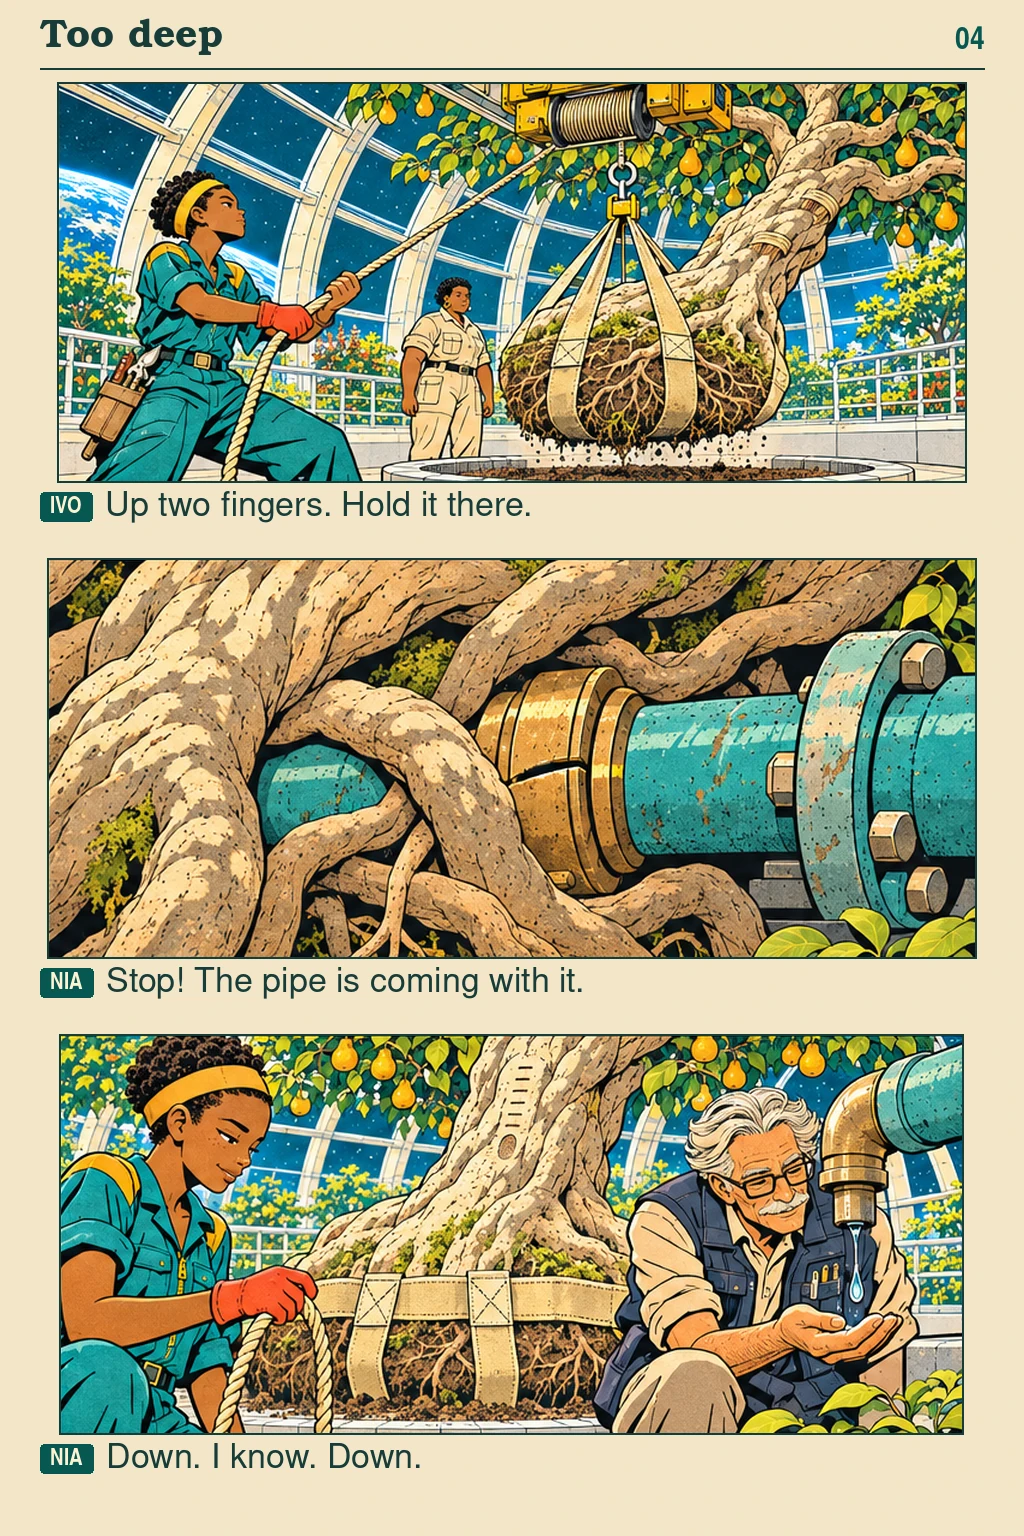 Too deep
04
IVO Up two fingers. Hold it there.
NIA Stop! The pipe is coming with it.
NIA Down. I know. Down.